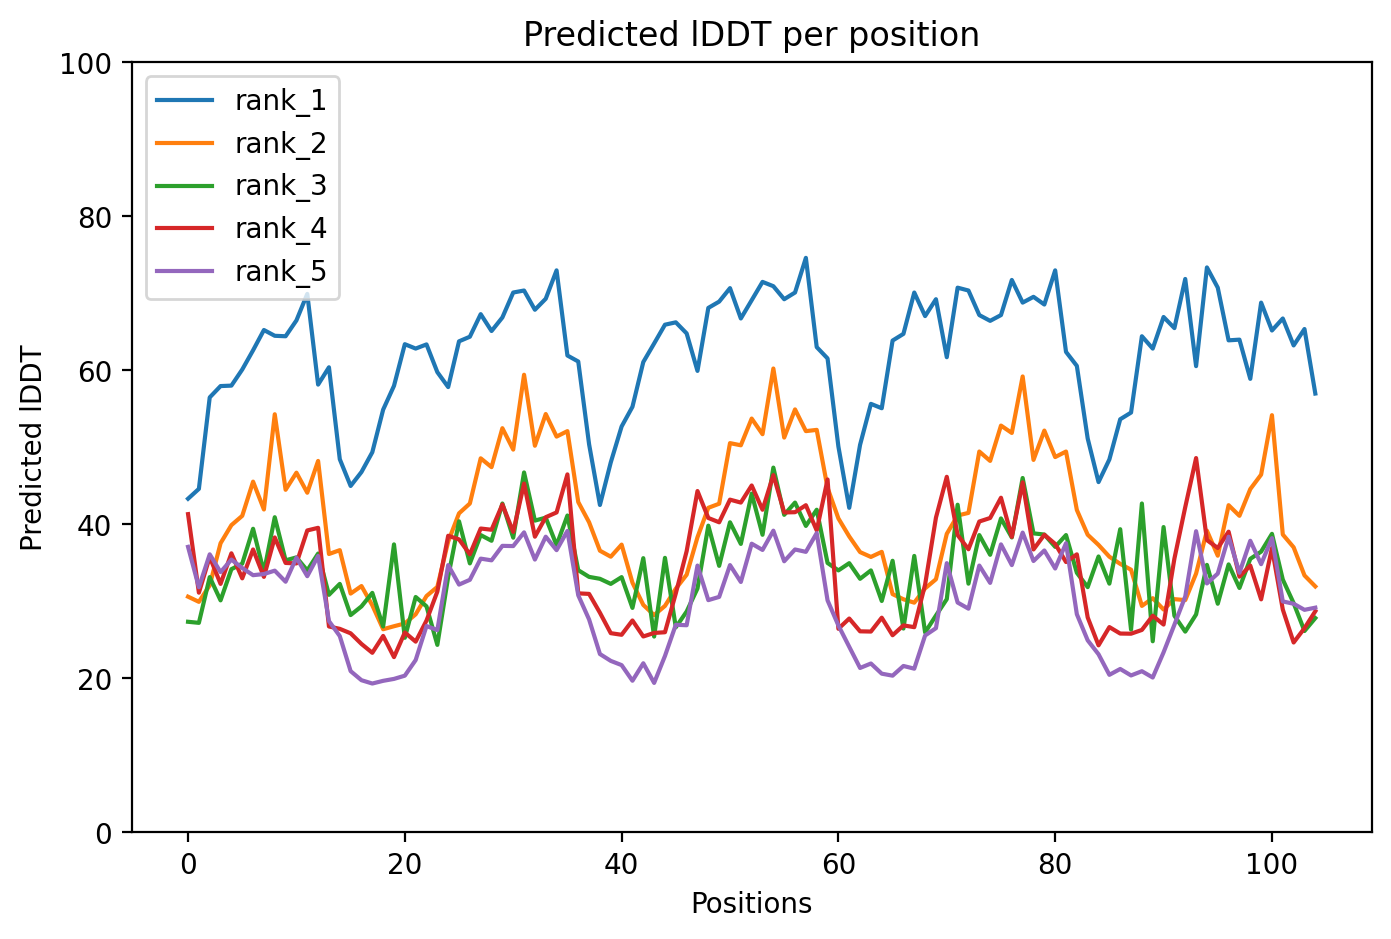 Predicted lDDT per position
100
80
60
40
20
0
Predicted lDDT
rank_1
rank_2
rank_3
rank_4
rank_5
0 20 40 60 80 100
Positions